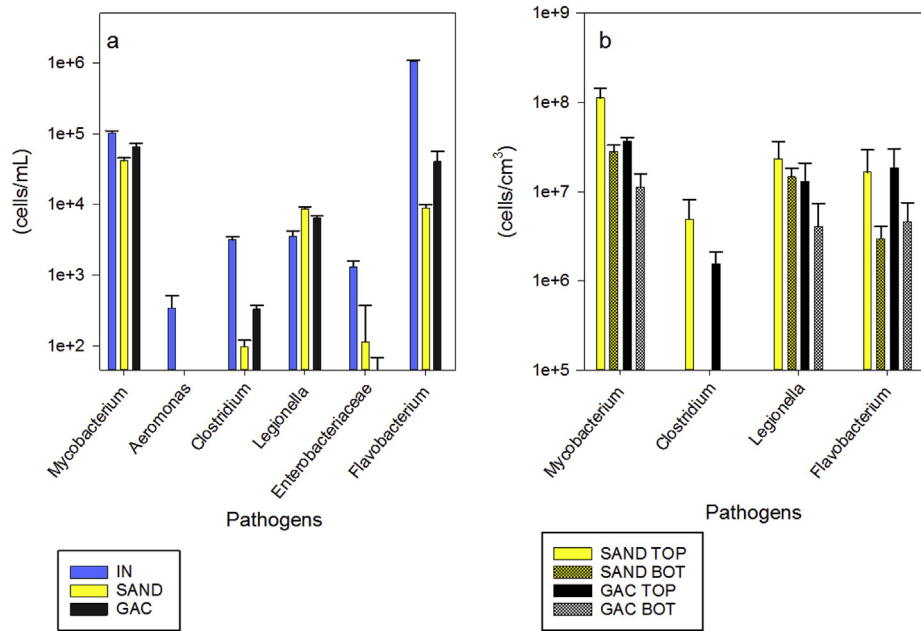 a
1e+6
1e+5
1e+4
1e+3
1e+2
(cells/mL)
Mycobacterium
Aeromonas
Clostridium
Legionella
Enterobacteriaceae
Flavobacterium
Pathogens
IN
SAND
GAC
b
1e+9
1e+8
1e+7
1e+6
1e+5
(cells/cm³)
Mycobacterium
Clostridium
Legionella
Flavobacterium
Pathogens
SAND TOP
SAND BOT
GAC TOP
GAC BOT